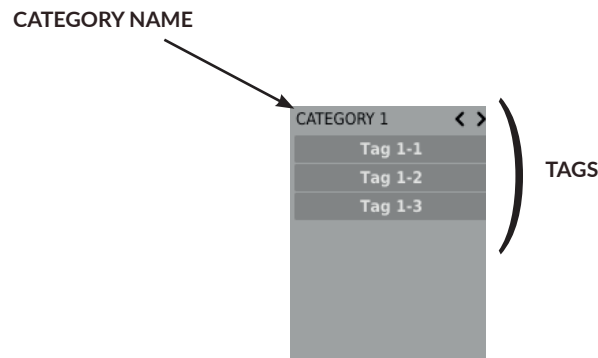 CATEGORY NAME
CATEGORY 1 < >
Tag 1-1
TAGS
Tag 1-2
Tag 1-3